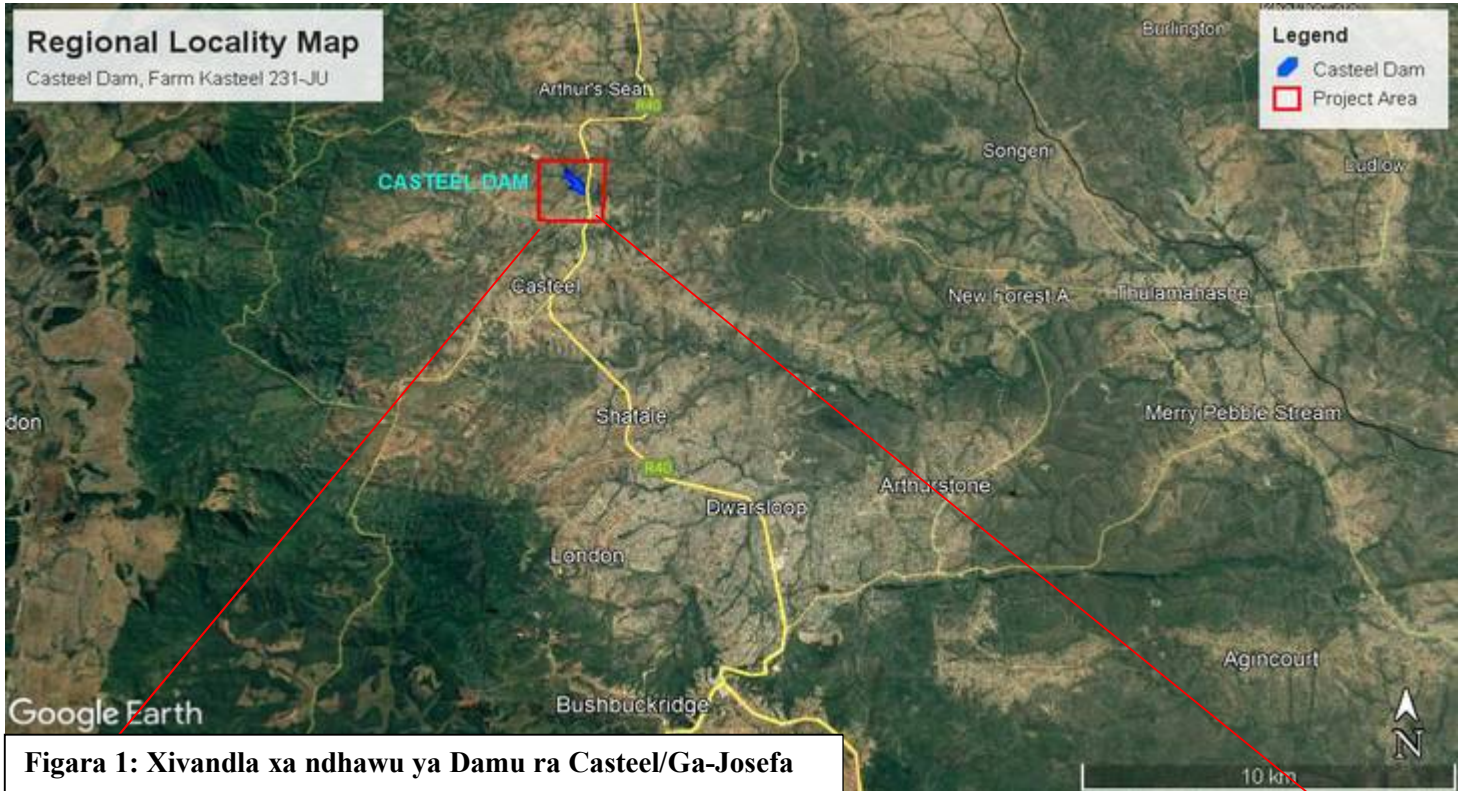 Regional Locality Map
Casteel Dam, Farm Kasteel 231-JU
Legend
Casteel Dam
Project Area
Burlington
Arthur's Seat
R40
Songeni
Ludlow
CASTEEL DAM
Casteel
New Forest A
Thulamahashe
don
Shatale
Merry Pebble Stream
R40
Arthurstone
Dwarsloop
London
Agincourt
Bushbuckridge
Google Earth
N
10 km
Figara 1: Xivandla xa ndhawu ya Damu ra Casteel/Ga-Josefa